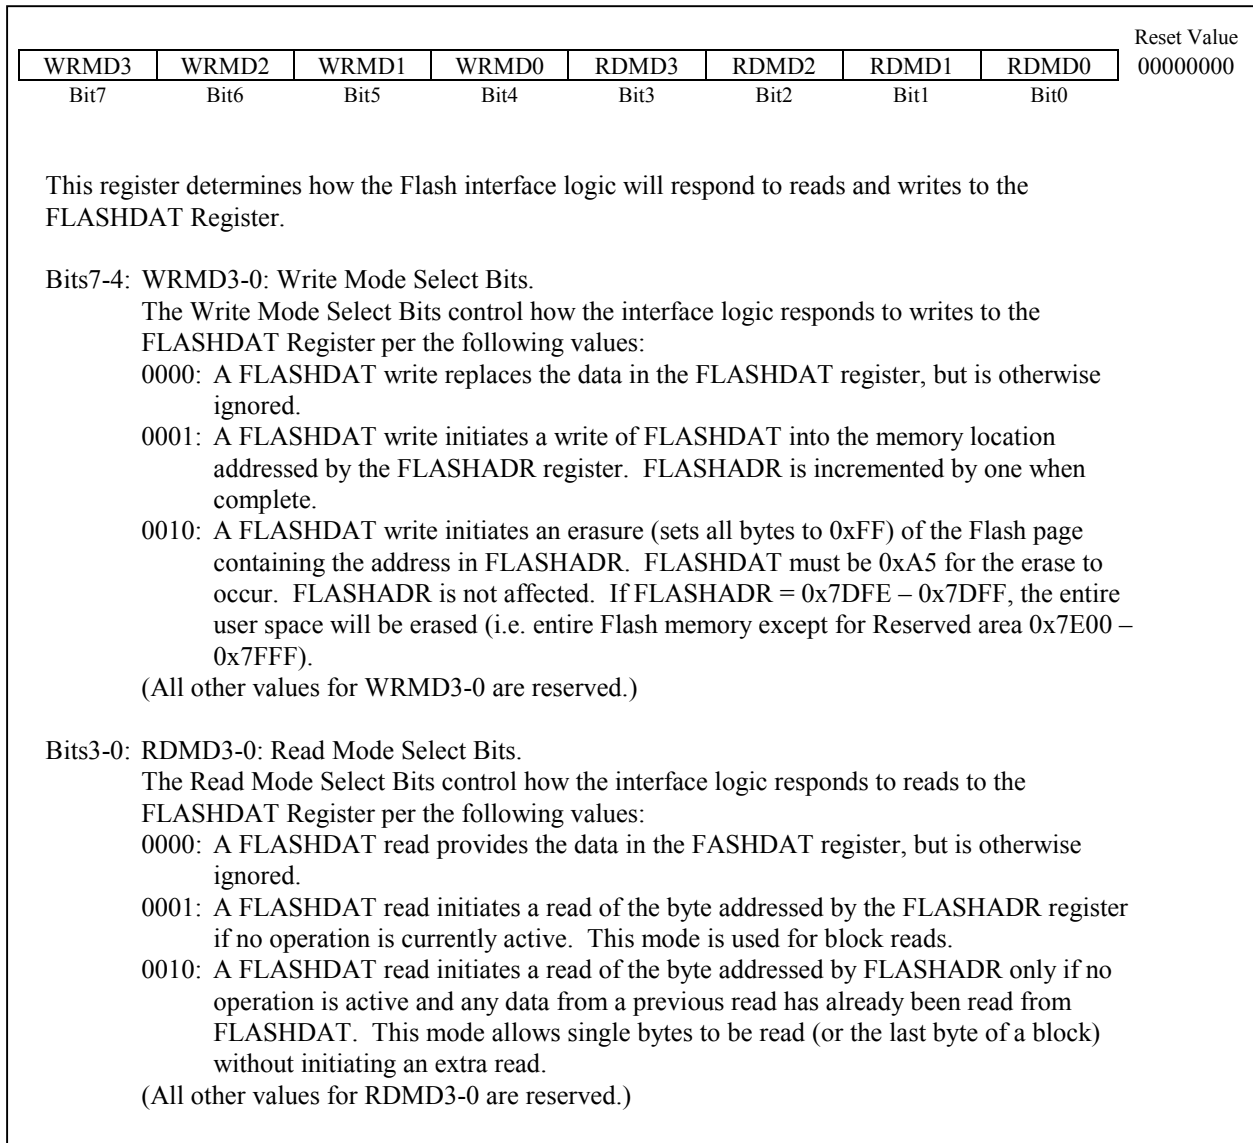 Reset Value
WRMD3 WRMD2 WRMD1 WRMD0 RDMD3 RDMD2 RDMD1 RDMD0 00000000
Bit7 Bit6 Bit5 Bit4 Bit3 Bit2 Bit1 Bit0
This register determines how the Flash interface logic will respond to reads and writes to the
FLASHDAT Register.
Bits7-4: WRMD3-0: Write Mode Select Bits.
The Write Mode Select Bits control how the interface logic responds to writes to the
FLASHDAT Register per the following values:
0000: A FLASHDAT write replaces the data in the FLASHDAT register, but is otherwise
ignored.
0001: A FLASHDAT write initiates a write of FLASHDAT into the memory location
addressed by the FLASHADR register. FLASHADR is incremented by one when
complete.
0010: A FLASHDAT write initiates an erasure (sets all bytes to 0xFF) of the Flash page
containing the address in FLASHADR. FLASHDAT must be 0xA5 for the erase to
occur. FLASHADR is not affected. If FLASHADR = 0x7DFE – 0x7DFF, the entire
user space will be erased (i.e. entire Flash memory except for Reserved area 0x7E00 –
0x7FFF).
(All other values for WRMD3-0 are reserved.)
Bits3-0: RDMD3-0: Read Mode Select Bits.
The Read Mode Select Bits control how the interface logic responds to reads to the
FLASHDAT Register per the following values:
0000: A FLASHDAT read provides the data in the FASHDAT register, but is otherwise
ignored.
0001: A FLASHDAT read initiates a read of the byte addressed by the FLASHADR register
if no operation is currently active. This mode is used for block reads.
0010: A FLASHDAT read initiates a read of the byte addressed by FLASHADR only if no
operation is active and any data from a previous read has already been read from
FLASHDAT. This mode allows single bytes to be read (or the last byte of a block)
without initiating an extra read.
(All other values for RDMD3-0 are reserved.)